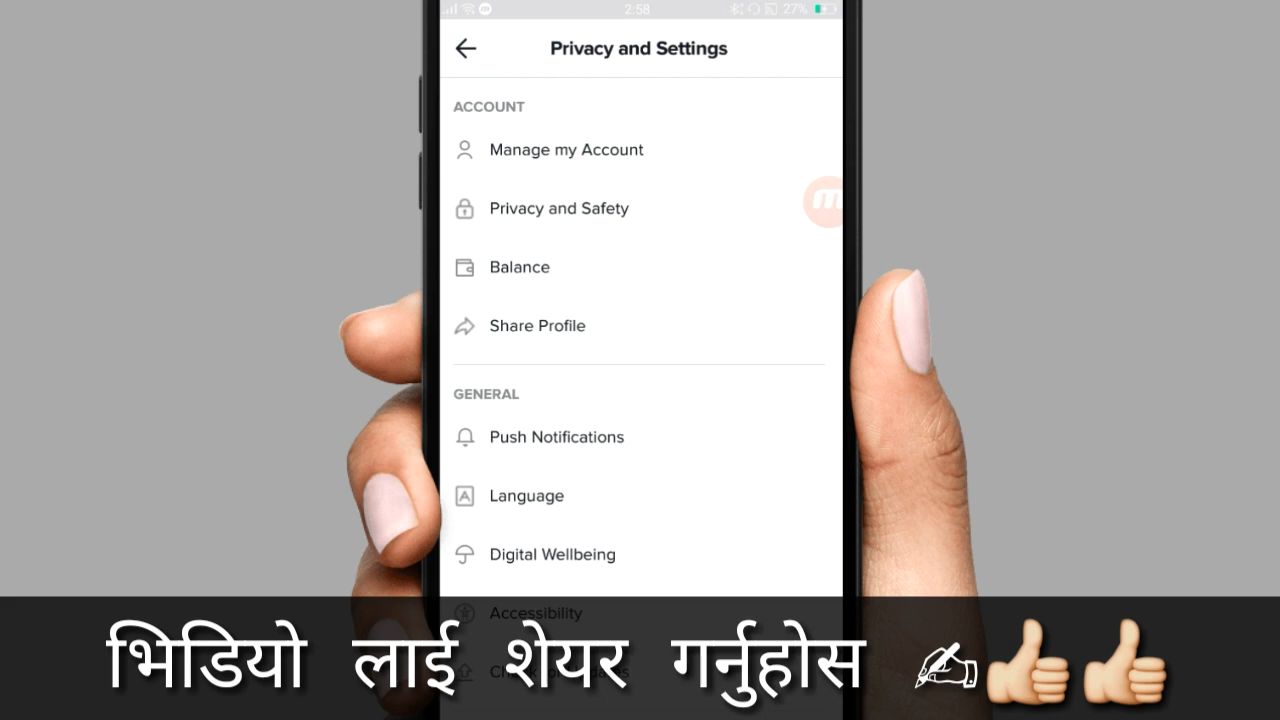 2:58
27%
Privacy and Settings
ACCOUNT
Manage my Account
Privacy and Safety
Balance
Share Profile
GENERAL
Push Notifications
Language
Digital Wellbeing
Accessibility
भिडियो लाई शेयर गर्नुहोस ✍👍👍